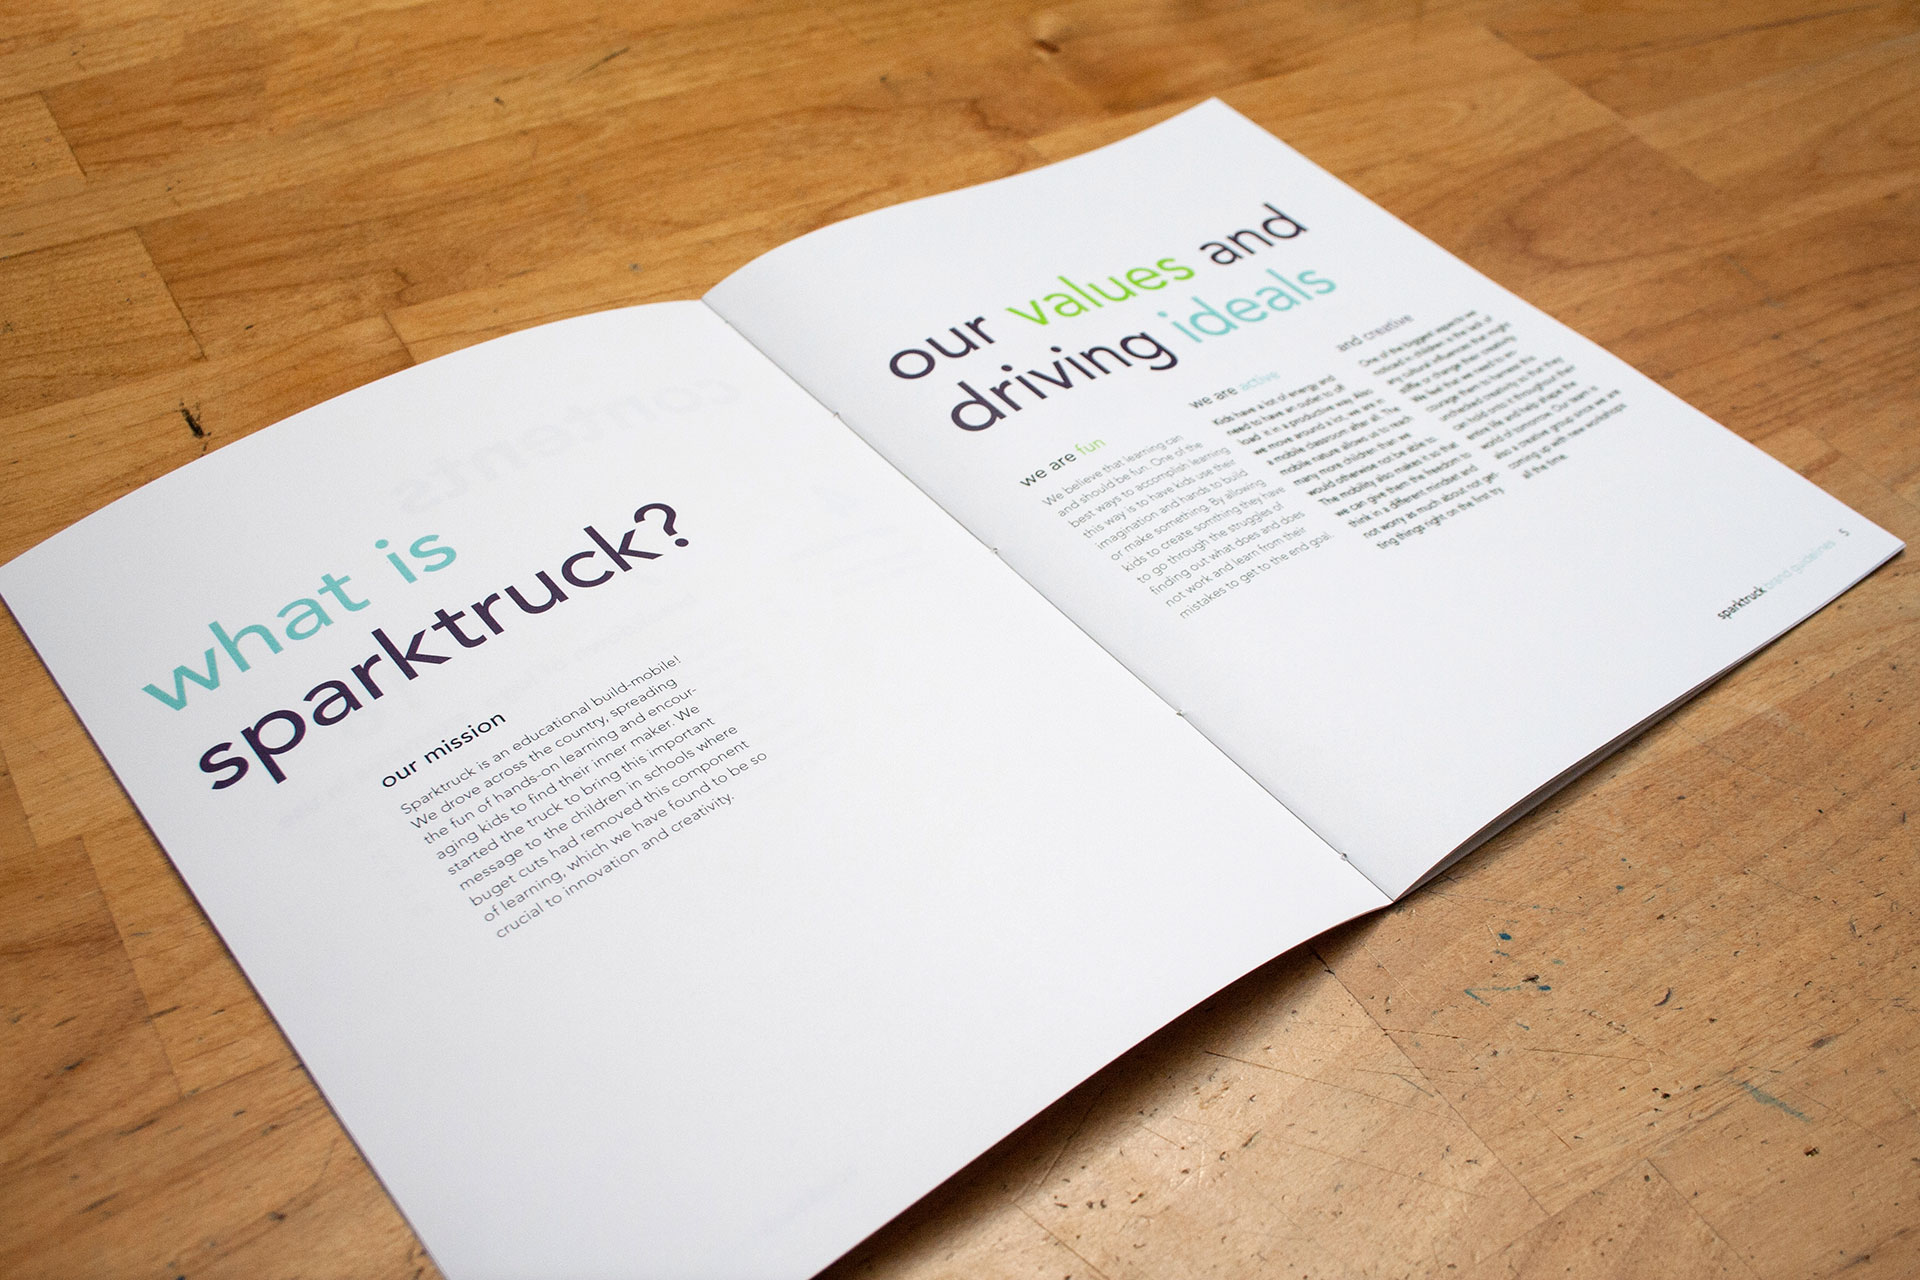 what is
sparktruck?
our mission
Sparktruck is an educational build-mobile!
We drove across the country, spreading
the fun of hands-on learning and encour-
aging kids to find their inner maker. We
started the truck to bring this important
message to the children in schools where
buget cuts had removed this component
of learning, which we have found to be so
crucial to innovation and creativity.
our values and
driving ideals
we are fun
We believe that learning can
and should be fun. One of the
best ways to accomplish learning
this way is to have kids use their
imagination and hands to build
or make something. By allowing
kids to create somthing they have
to go through the struggles of
finding out what does and does
not work and learn from their
mistakes to get to the end goal.
we are active
Kids have a lot of energy and
need to have an outlet to off
load it in a productive way. Also
we move around a lot, we are in
a mobile classroom after all. The
mobile nature allows us to reach
many more children that we
would otherwise not be able to.
The mobility also makes it so that
we can give them the freedom to
think in a different mindset and
not worry as much about not get-
ting things right on the first try.
and creative
One of the biggest aspects we
noticed in children is the lack of
any cultural influences that might
stifle or change their creativity.
We feel that we need to en-
courage them to harness this
unchecked creativity so that they
can hold onto it throughout their
entire life and help shape the
world of tomorrow. Our team is
also a creative group since we are
coming up with new workshops
all the time.
sparktruck brand guidelines 5